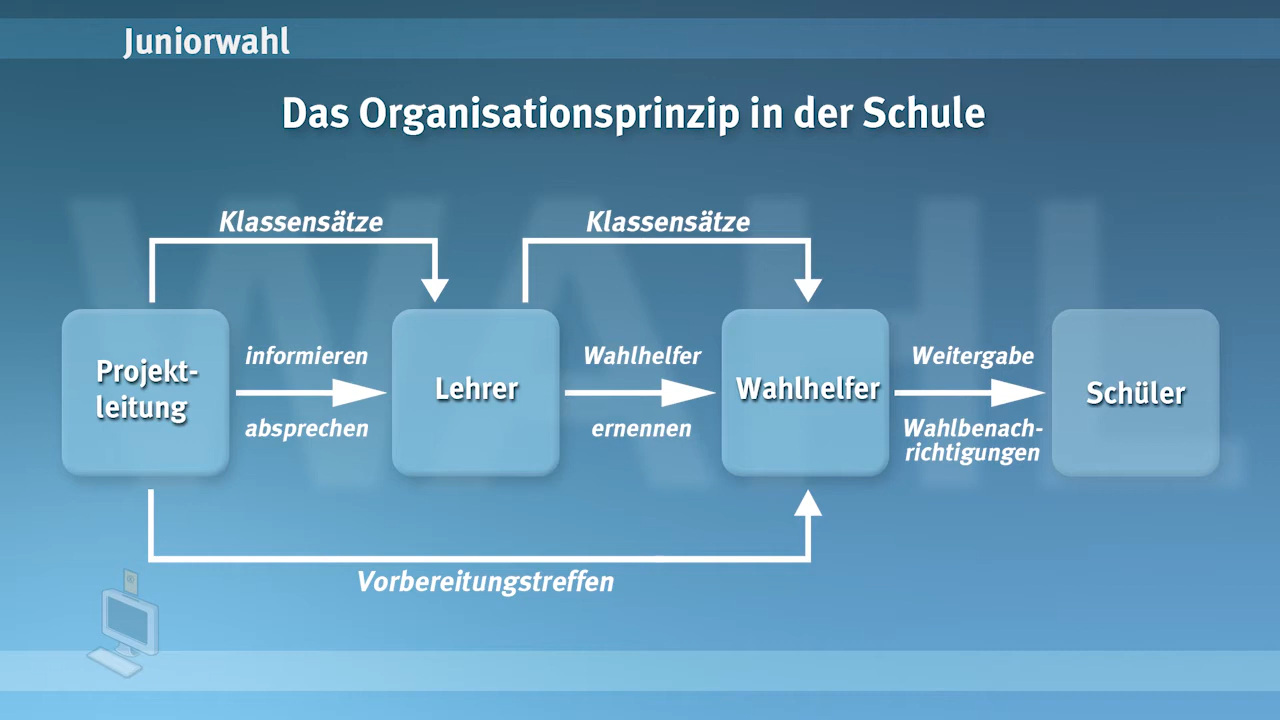 Juniorwahl
Das Organisationsprinzip in der Schule
Klassensätze
Klassensätze
Projekt-
leitung
informieren
absprechen
Lehrer
Wahlhelfer
ernennen
Wahlhelfer
Weitergabe
Wahlbenach-
richtigungen
Schüler
Vorbereitungstreffen
WAHL